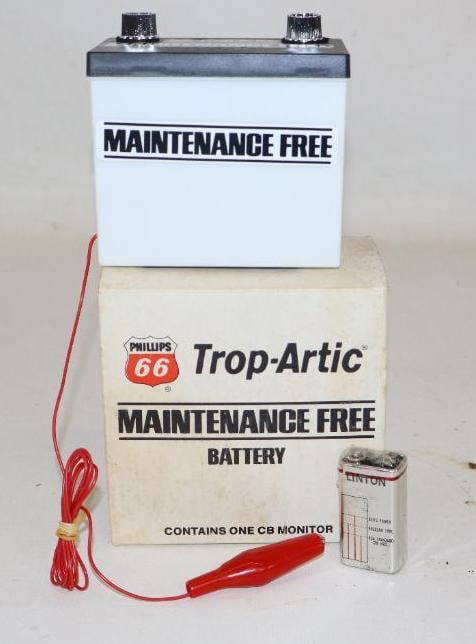 MAINTENANCE FREE
PHILLIPS
66
Trop-Artic®
MAINTENANCE FREE
BATTERY
CONTAINS ONE CB MONITOR
LINTON